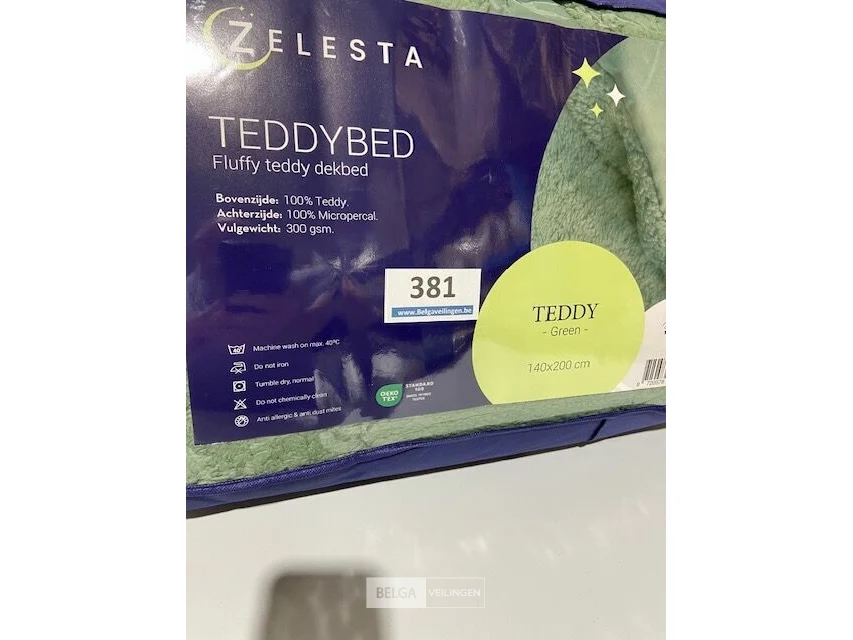 ZELESTA
TEDDYBED
Fluffy teddy dekbed
Bovenzijde: 100% Teddy.
Achterzijde: 100% Micropercal.
Vulgewicht: 300 gsm.
381
www.Belgaveilingen.be
TEDDY
- Green -
140x200 cm
40
Machine wash on max. 40ºC
Do not iron
Tumble dry, normal
Do not chemically clean
Anti allergic & anti dust mites
OEKO
TEX®
STANDARD
100
BELGA VEILINGEN